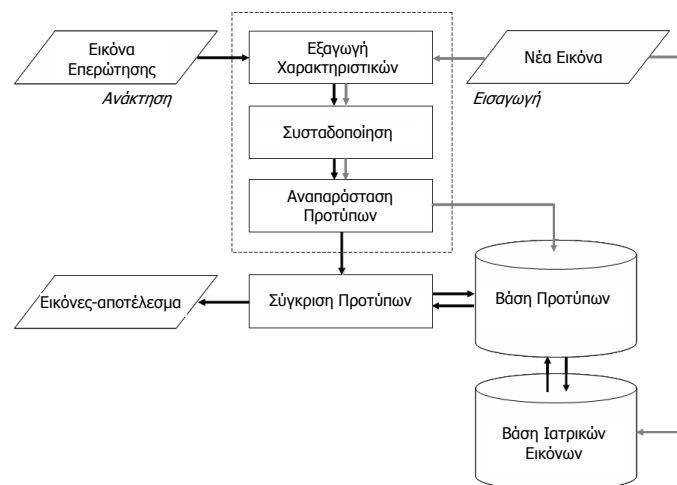 Εικόνα
Επερώτησης
Ανάκτηση
Εξαγωγή
Χαρακτηριστικών
Νέα Εικόνα
Εισαγωγή
Συσταδοποίηση
Αναπαράσταση
Προτύπων
Εικόνες-αποτέλεσμα
Σύγκριση Προτύπων
Βάση Προτύπων
Βάση Ιατρικών
Εικόνων